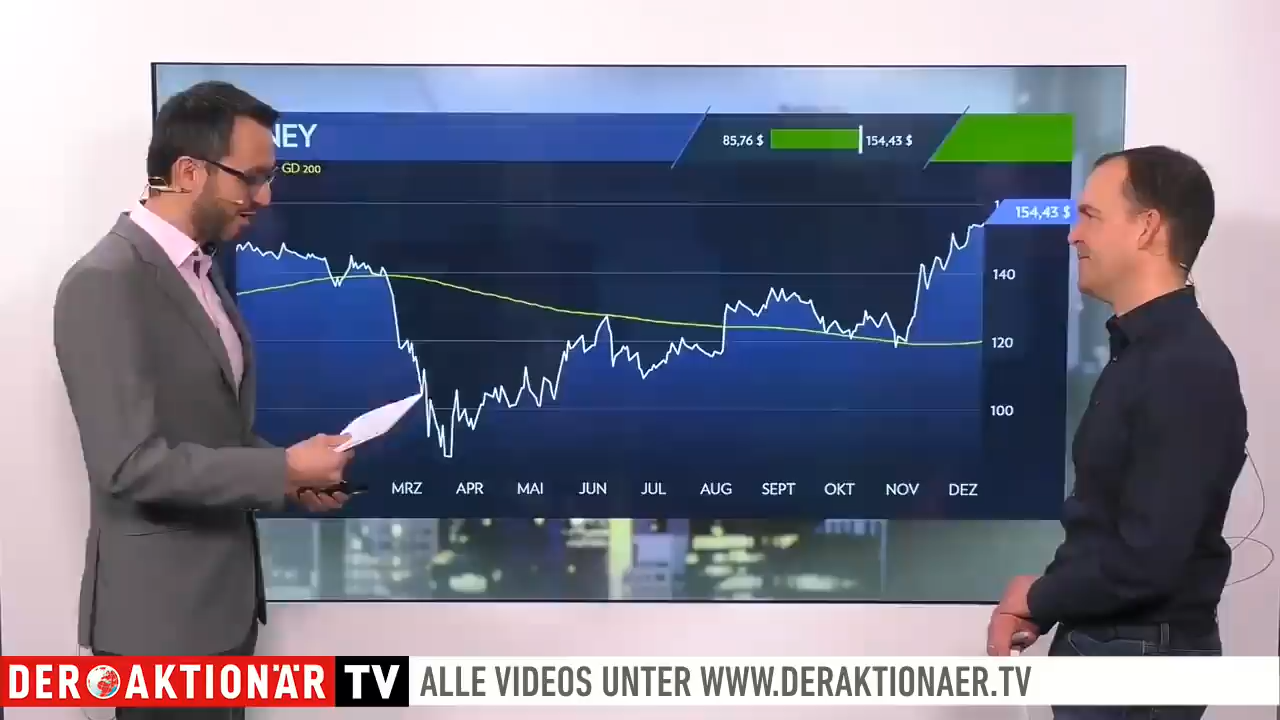 NEY
85,76 $ 154,43 $
GD 200
154,43 $
140
120
100
MRZ APR MAI JUN JUL AUG SEPT OKT NOV DEZ
DER AKTIONÄR TV ALLE VIDEOS UNTER WWW.DERAKTIONAER.TV